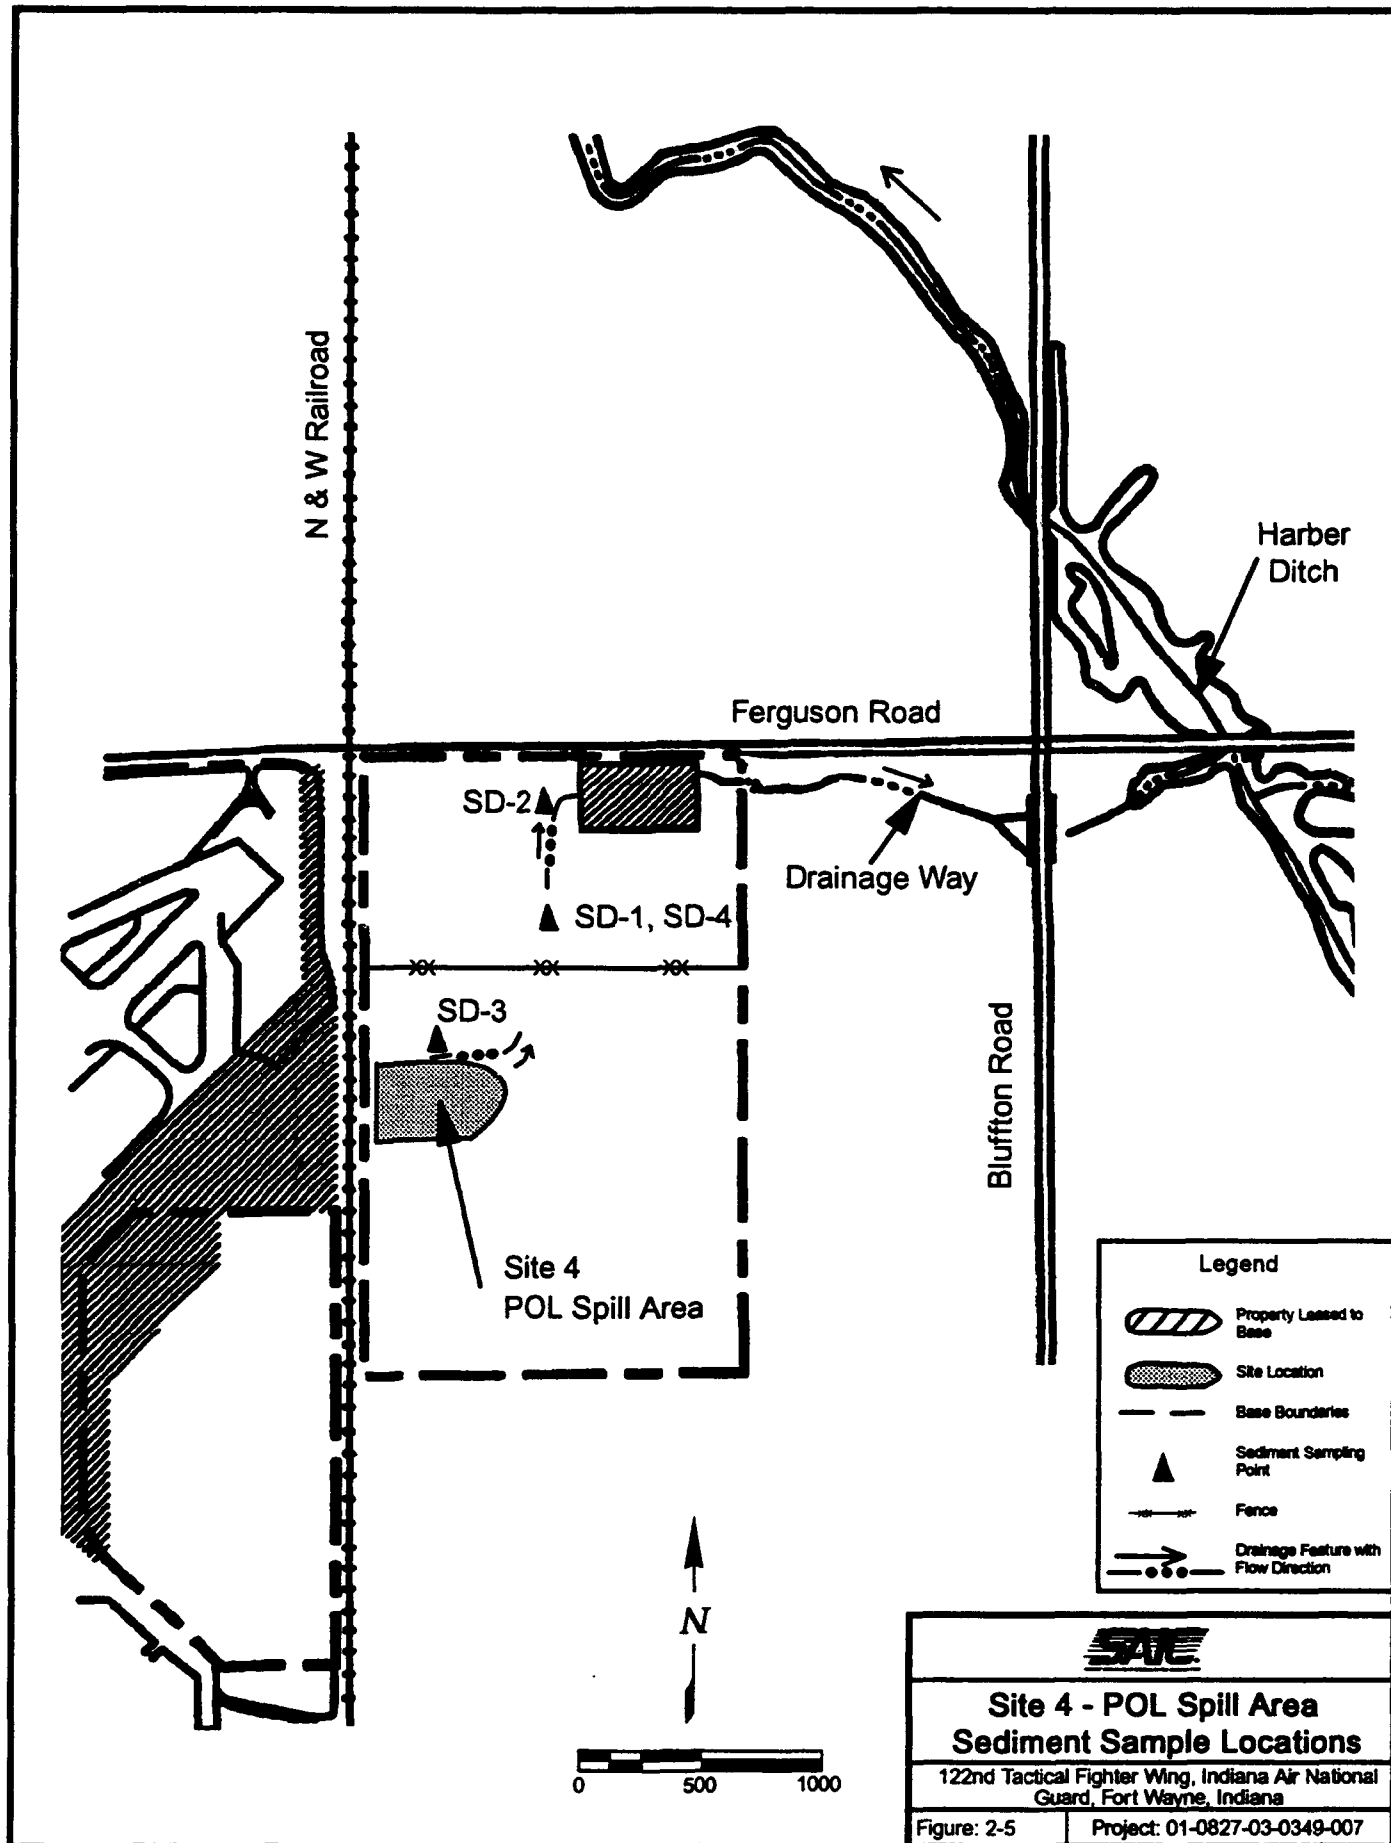 N & W Railroad
Harber
Ditch
Ferguson Road
SD-2
Drainage Way
SD-1, SD-4
SD-3
Bluffton Road
Site 4
POL Spill Area
Legend
Property Leased to
Base
Site Location
Base Boundaries
Sediment Sampling
Point
Fence
Drainage Feature with
Flow Direction
N
0 500 1000
SAIC
Site 4 - POL Spill Area
Sediment Sample Locations
122nd Tactical Fighter Wing, Indiana Air National
Guard, Fort Wayne, Indiana
Figure: 2-5 Project: 01-0827-03-0349-007